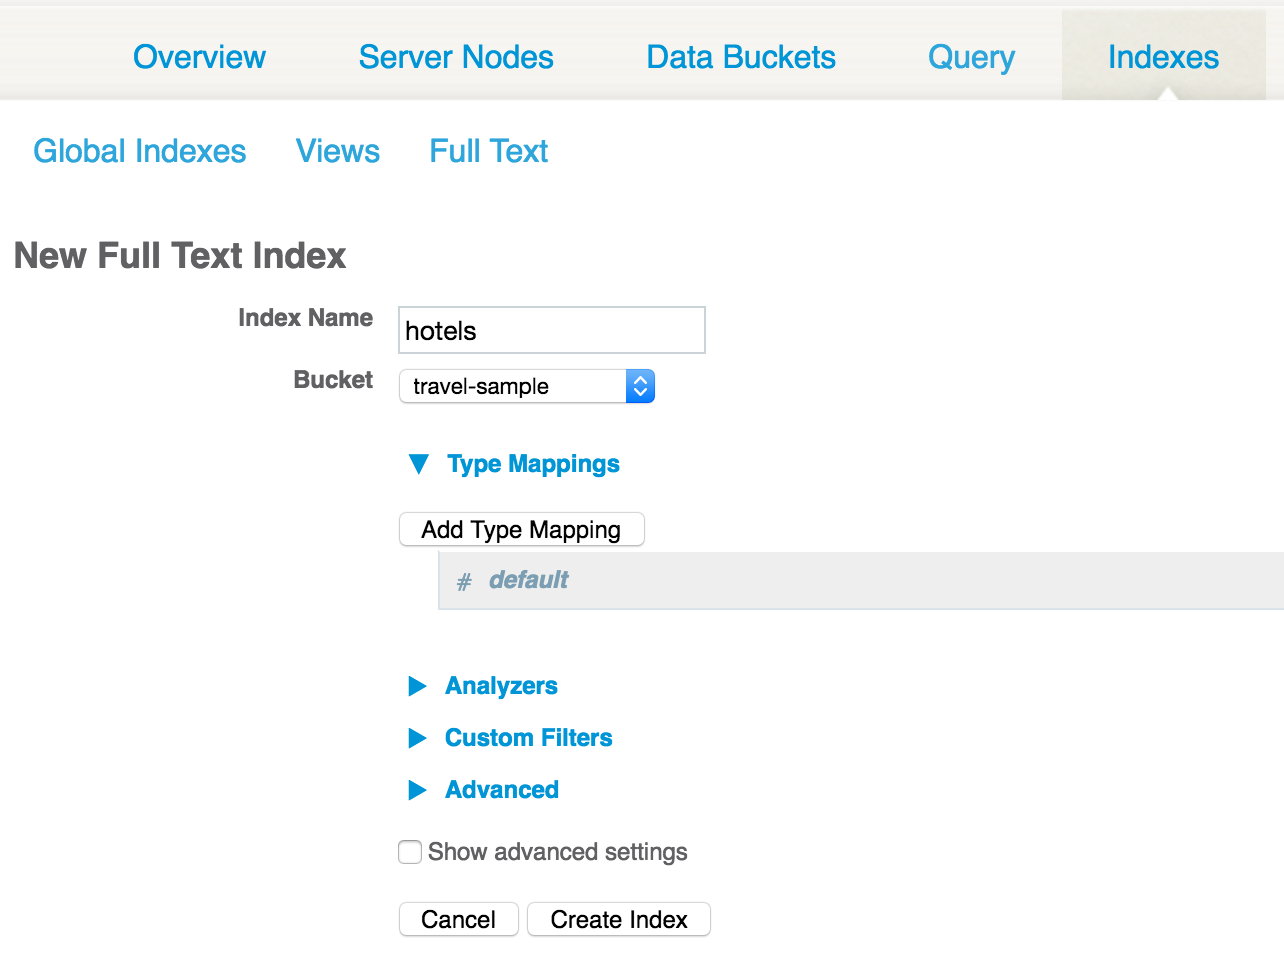 Overview Server Nodes Data Buckets Query Indexes
Global Indexes Views Full Text
New Full Text Index
Index Name hotels
Bucket travel-sample
Type Mappings
Add Type Mapping
# default
Analyzers
Custom Filters
Advanced
Show advanced settings
Cancel Create Index